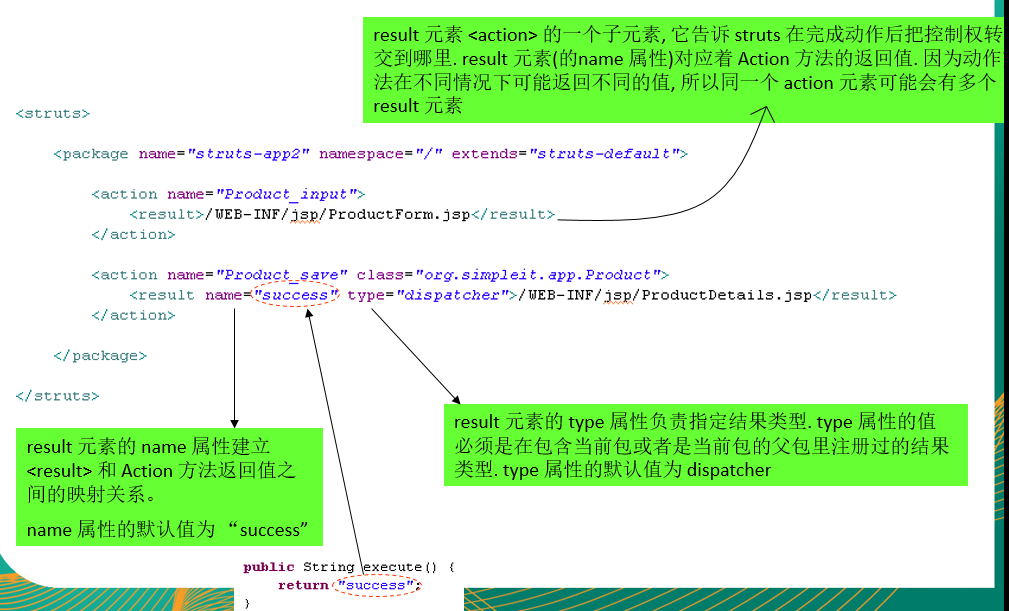 result 元素 <action> 的一个子元素, 它告诉 struts 在完成动作后把控制权转
交到哪里. result 元素(的name 属性)对应着 Action 方法的返回值. 因为动作
法在不同情况下可能返回不同的值, 所以同一个 action 元素可能会有多个
result 元素
<struts>
<package name="struts-app2" namespace="/" extends="struts-default">
<action name="Product_input">
<result>/WEB-INF/jsp/ProductForm.jsp</result>
</action>
<action name="Product_save" class="org.simpleit.app.Product">
<result name="success" type="dispatcher">/WEB-INF/jsp/ProductDetails.jsp</result>
</action>
</package>
</struts>
result 元素的 name 属性建立
<result> 和 Action 方法返回值之
间的映射关系。
name 属性的默认值为 “success”
result 元素的 type 属性负责指定结果类型. type 属性的值
必须是在包含当前包或者是当前包的父包里注册过的结果
类型. type 属性的默认值为 dispatcher
public String execute() {
return "success";
}